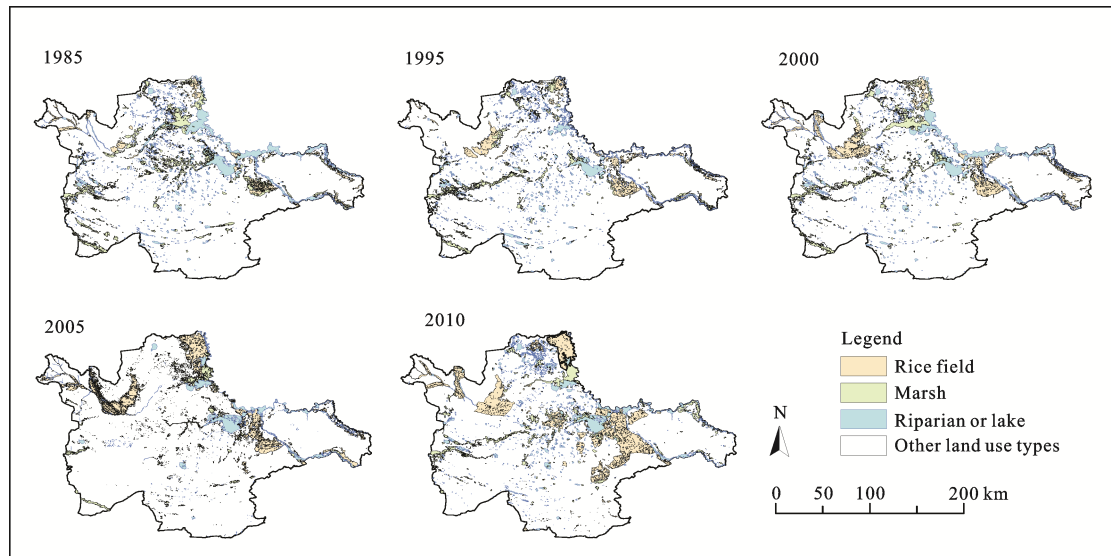 1985
1995
2000
2005
2010
Legend
Rice field
Marsh
Riparian or lake
Other land use types
N
0 50 100 200 km